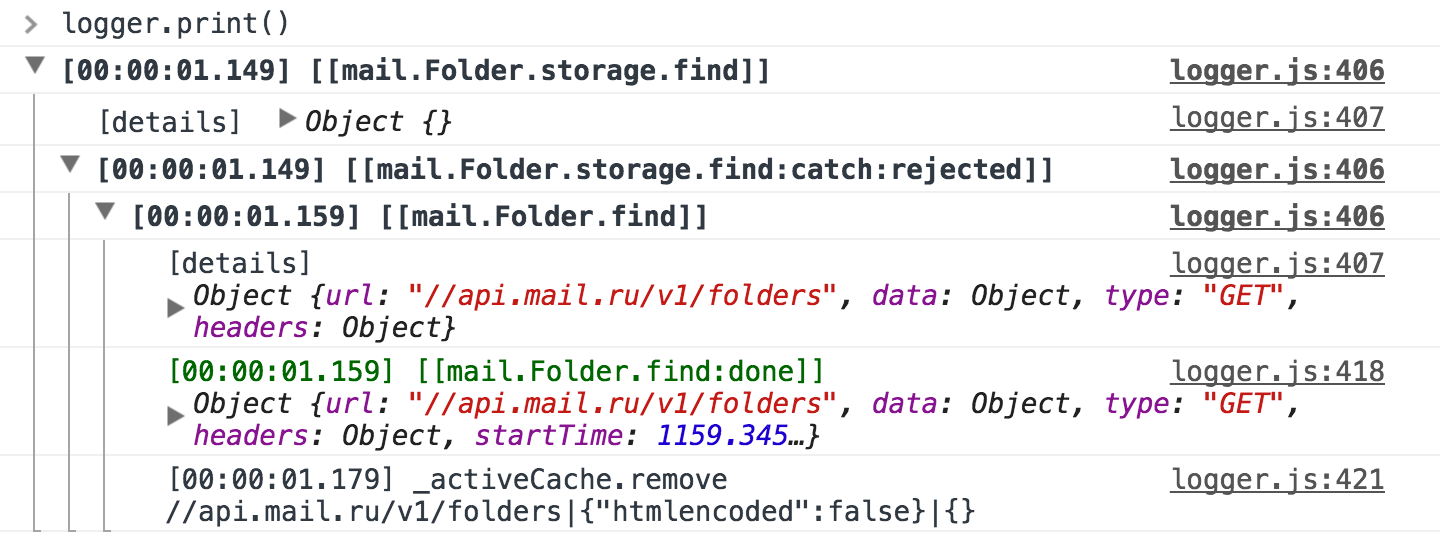 logger.print()
[00:00:01.149] [[mail.Folder.storage.find]] logger.js:406
[details] Object {} logger.js:407
[00:00:01.149] [[mail.Folder.storage.find:catch:rejected]] logger.js:406
[00:00:01.159] [[mail.Folder.find]] logger.js:406
[details] logger.js:407
Object {url: "//api.mail.ru/v1/folders", data: Object, type: "GET",
headers: Object}
[00:00:01.159] [[mail.Folder.find:done]] logger.js:418
Object {url: "//api.mail.ru/v1/folders", data: Object, type: "GET",
headers: Object, startTime: 1159.345…}
[00:00:01.179] _activeCache.remove logger.js:421
//api.mail.ru/v1/folders|{"htmlencoded":false}|{}